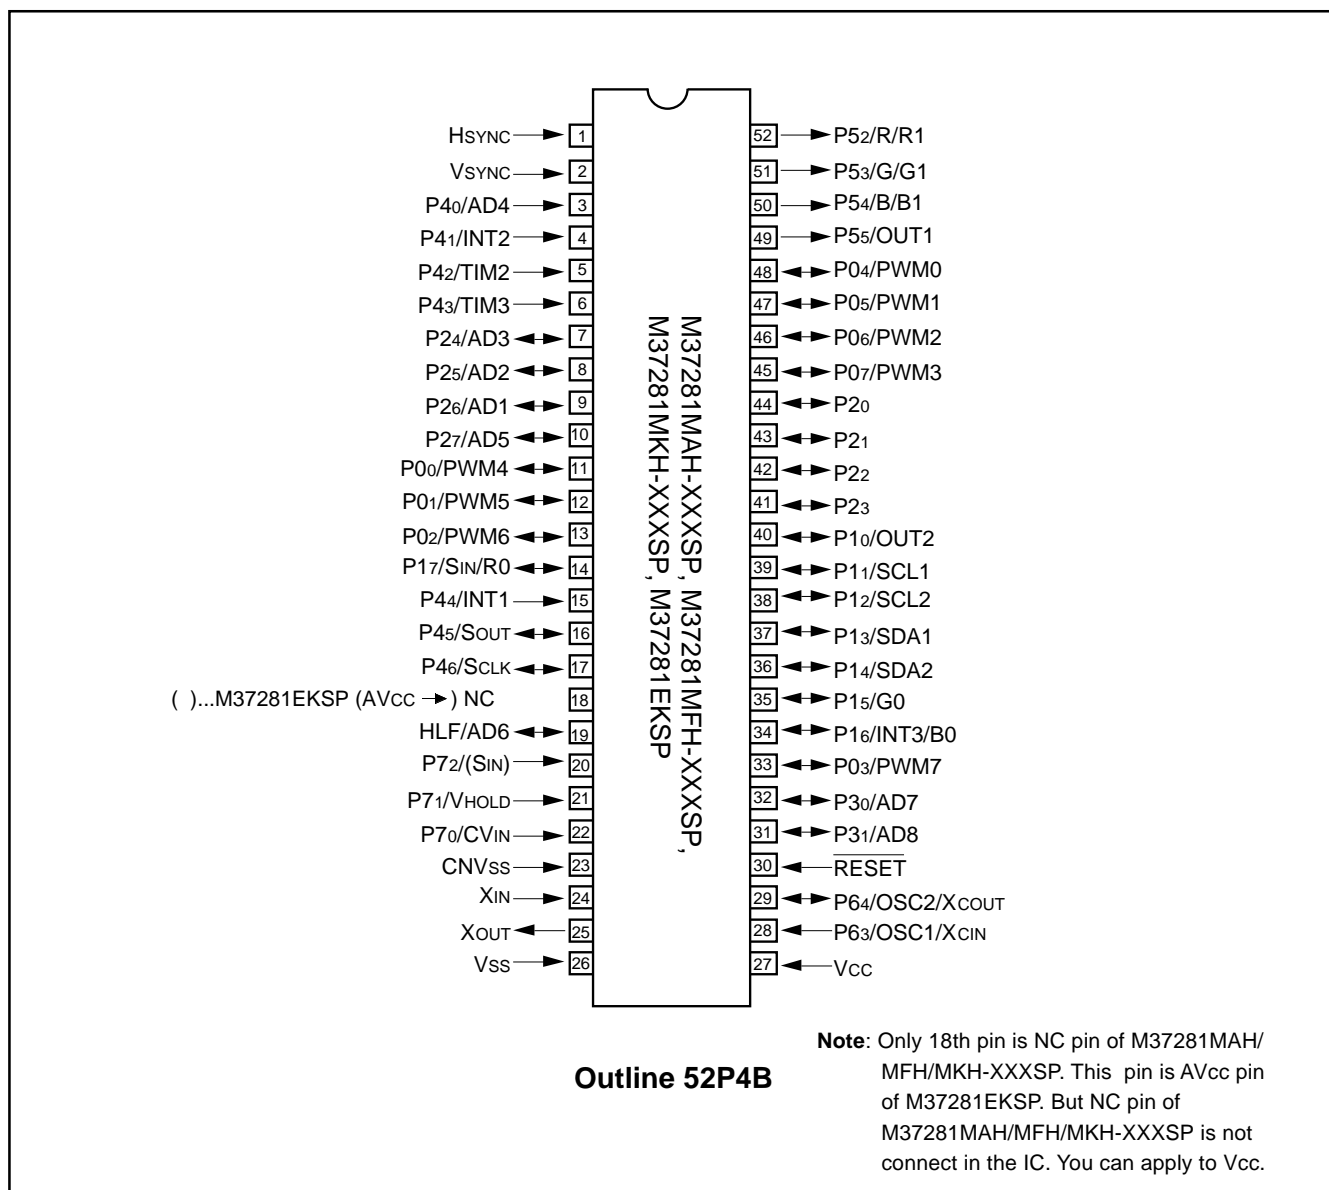 HSYNC 1 52 P52/R/R1
VSYNC 2 51 P53/G/G1
P40/AD4 3 50 P54/B/B1
P41/INT2 4 49 P55/OUT1
P42/TIM2 5 48 P04/PWM0
P43/TIM3 6 47 P05/PWM1
P24/AD3 7 46 P06/PWM2
P25/AD2 8 45 P07/PWM3
P26/AD1 9 44 P20
P27/AD5 10 43 P21
P00/PWM4 11 42 P22
P01/PWM5 12 41 P23
P02/PWM6 13 40 P10/OUT2
P17/SIN/R0 14 39 P11/SCL1
P44/INT1 15 38 P12/SCL2
P45/SOUT 16 37 P13/SDA1
P46/SCLK 17 36 P14/SDA2
( )...M37281EKSP (AVCC → ) NC 18 35 P15/G0
HLF/AD6 19 34 P16/INT3/B0
P72/(SIN) 20 33 P03/PWM7
P71/VHOLD 21 32 P30/AD7
P70/CVIN 22 31 P31/AD8
CNVSS 23 30 RESET
XIN 24 29 P64/OSC2/XCOUT
XOUT 25 28 P63/OSC1/XCIN
VSS 26 27 VCC
M37281MAH-XXXSP, M37281MFH-XXXSP,
M37281MKH-XXXSP, M37281EKSP
Outline 52P4B
Note: Only 18th pin is NC pin of M37281MAH/
MFH/MKH-XXXSP. This pin is AVcc pin
of M37281EKSP. But NC pin of
M37281MAH/MFH/MKH-XXXSP is not
connect in the IC. You can apply to Vcc.